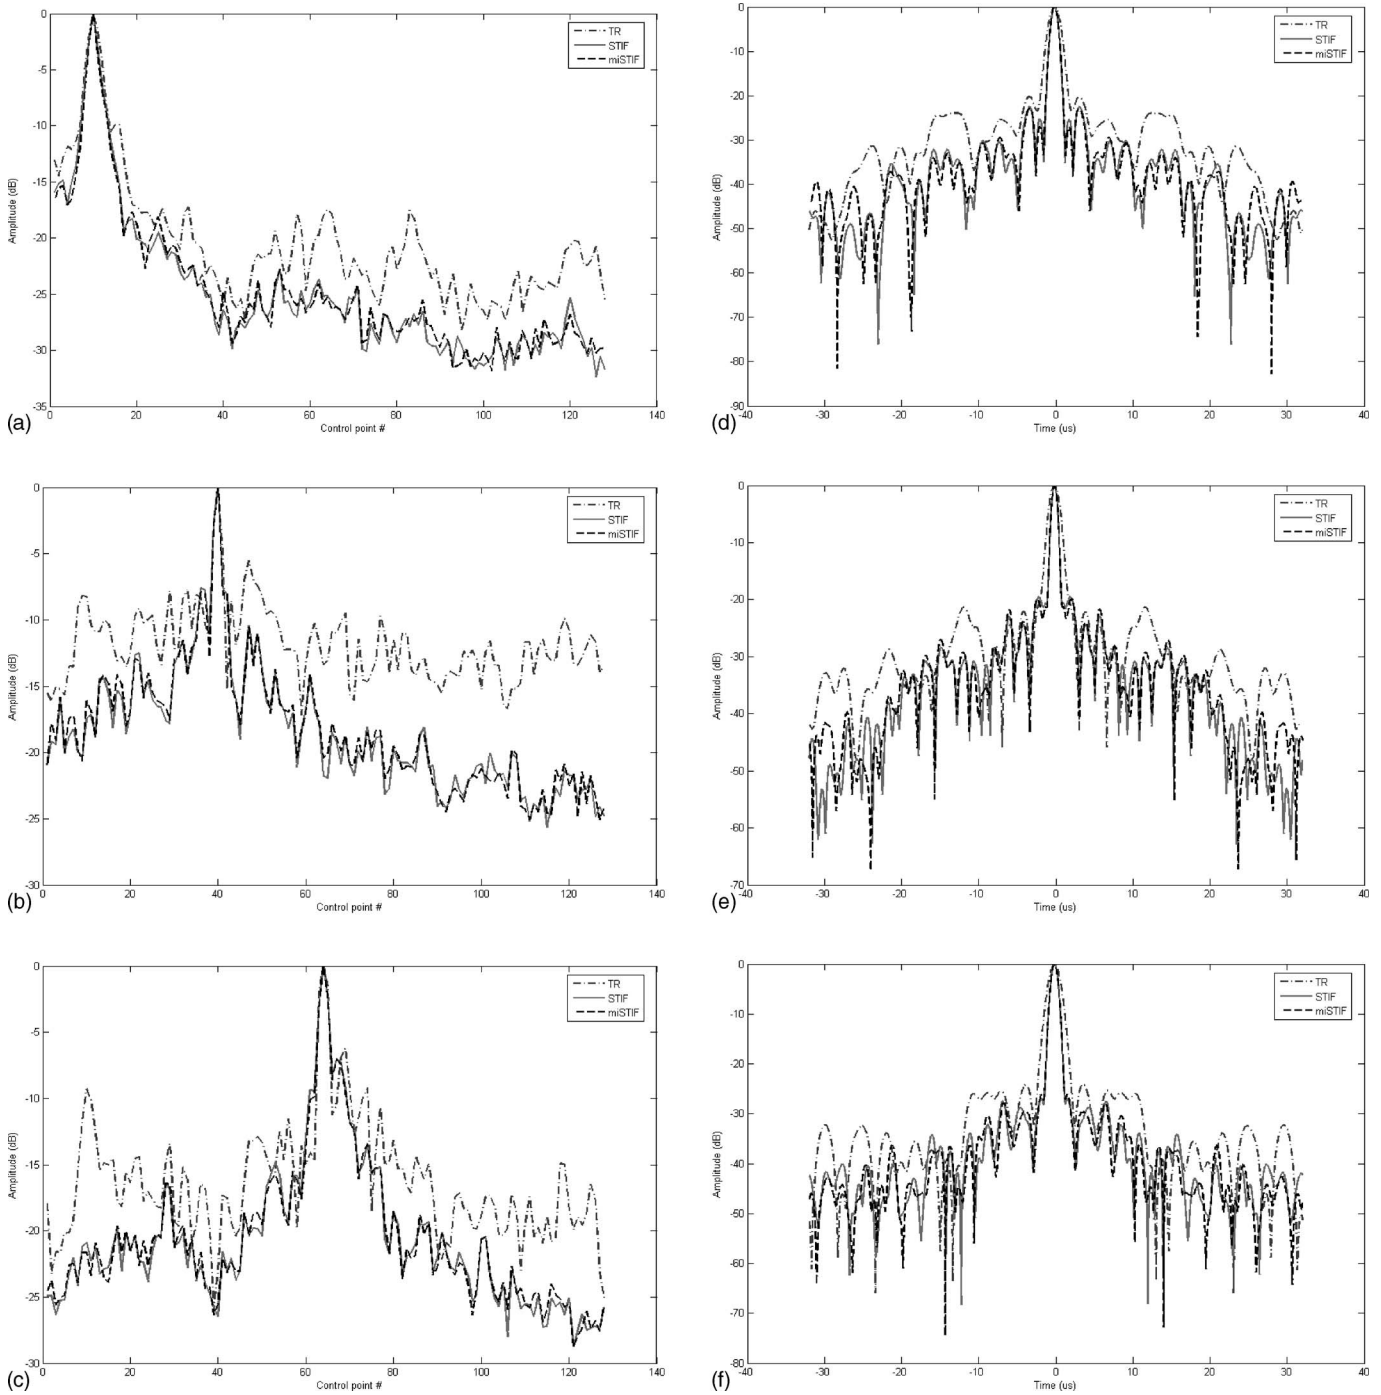 0
-5
-10
-15
-20
-25
-30
-35
Amplitude (dB)
0 20 40 60 80 100 120 140
Control point #
TR
STIF
miSTIF
(a)
0
-10
-20
-30
-40
-50
-60
-70
-80
-90
Amplitude (dB)
-40 -30 -20 -10 0 10 20 30 40
Time (us)
TR
STIF
miSTIF
(d)
0
-5
-10
-15
-20
-25
-30
Amplitude (dB)
0 20 40 60 80 100 120 140
Control point #
TR
STIF
miSTIF
(b)
0
-10
-20
-30
-40
-50
-60
-70
Amplitude (dB)
-40 -30 -20 -10 0 10 20 30 40
Time (us)
TR
STIF
miSTIF
(e)
0
-5
-10
-15
-20
-25
-30
Amplitude (dB)
0 20 40 60 80 100 120 140
Control point #
TR
STIF
miSTIF
(c)
0
-10
-20
-30
-40
-50
-60
-70
-80
Amplitude (dB)
-40 -30 -20 -10 0 10 20 30 40
Time (us)
TR
STIF
miSTIF
(f)